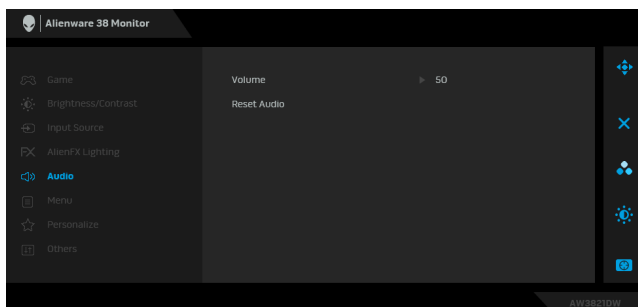 Alienware 38 Monitor
Game
Volume 50
Brightness/Contrast
Reset Audio
Input Source
FX AlienFX Lighting
Audio
Menu
Personalize
Others
AW3821DW